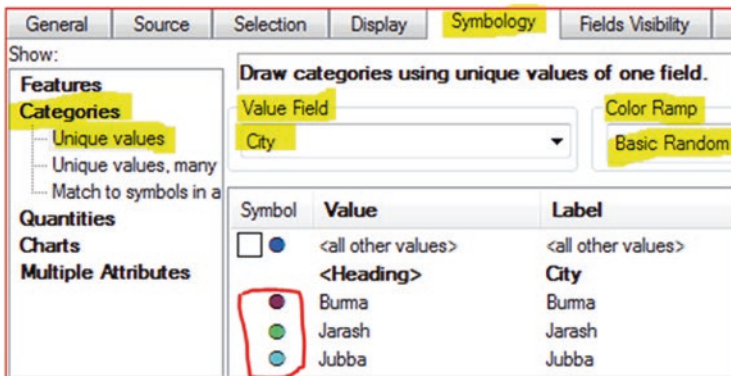 General Source Selection Display Symbology Fields Visibility
Show:
Features
Categories
Unique values
Unique values, many
Match to symbols in a
Quantities
Charts
Multiple Attributes
Draw categories using unique values of one field.
Value Field
City
Color Ramp
Basic Random
Symbol Value Label
<all other values> <all other values>
<Heading> City
Burma Burma
Jarash Jarash
Jubba Jubba